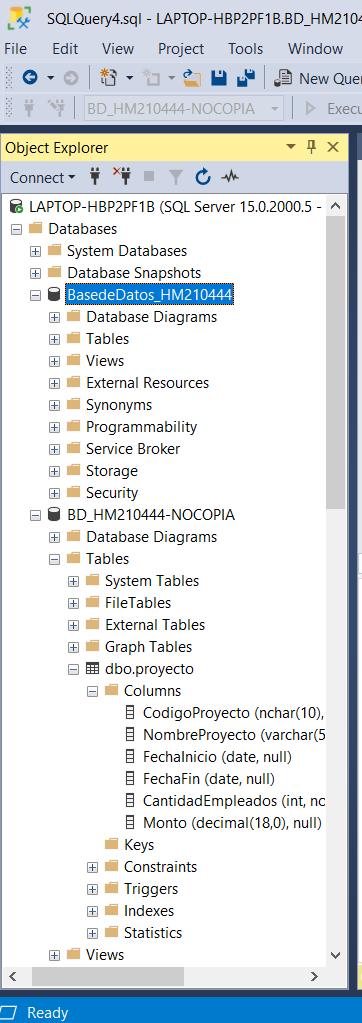 SQLQuery4.sql - LAPTOP-HBP2PF1B.BD_HM21044
File Edit View Project Tools Window
New Que
BD_HM210444-NOCOPIA Execu
Object Explorer
Connect
LAPTOP-HBP2PF1B (SQL Server 15.0.2000.5 -
Databases
System Databases
Database Snapshots
BasedeDatos_HM210444
Database Diagrams
Tables
Views
External Resources
Synonyms
Programmability
Service Broker
Storage
Security
BD_HM210444-NOCOPIA
Database Diagrams
Tables
System Tables
FileTables
External Tables
Graph Tables
dbo.proyecto
Columns
CodigoProyecto (nchar(10),
NombreProyecto (varchar(5
FechaInicio (date, null)
FechaFin (date, null)
CantidadEmpleados (int, nc
Monto (decimal(18,0), null)
Keys
Constraints
Triggers
Indexes
Statistics
Views
Ready